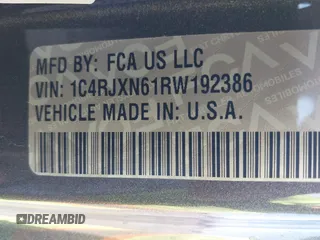 MFD BY: FCA US LLC
VIN: 1C4RJXN61RW192386
VEHICLE MADE IN: U.S.A.
DREAMBID